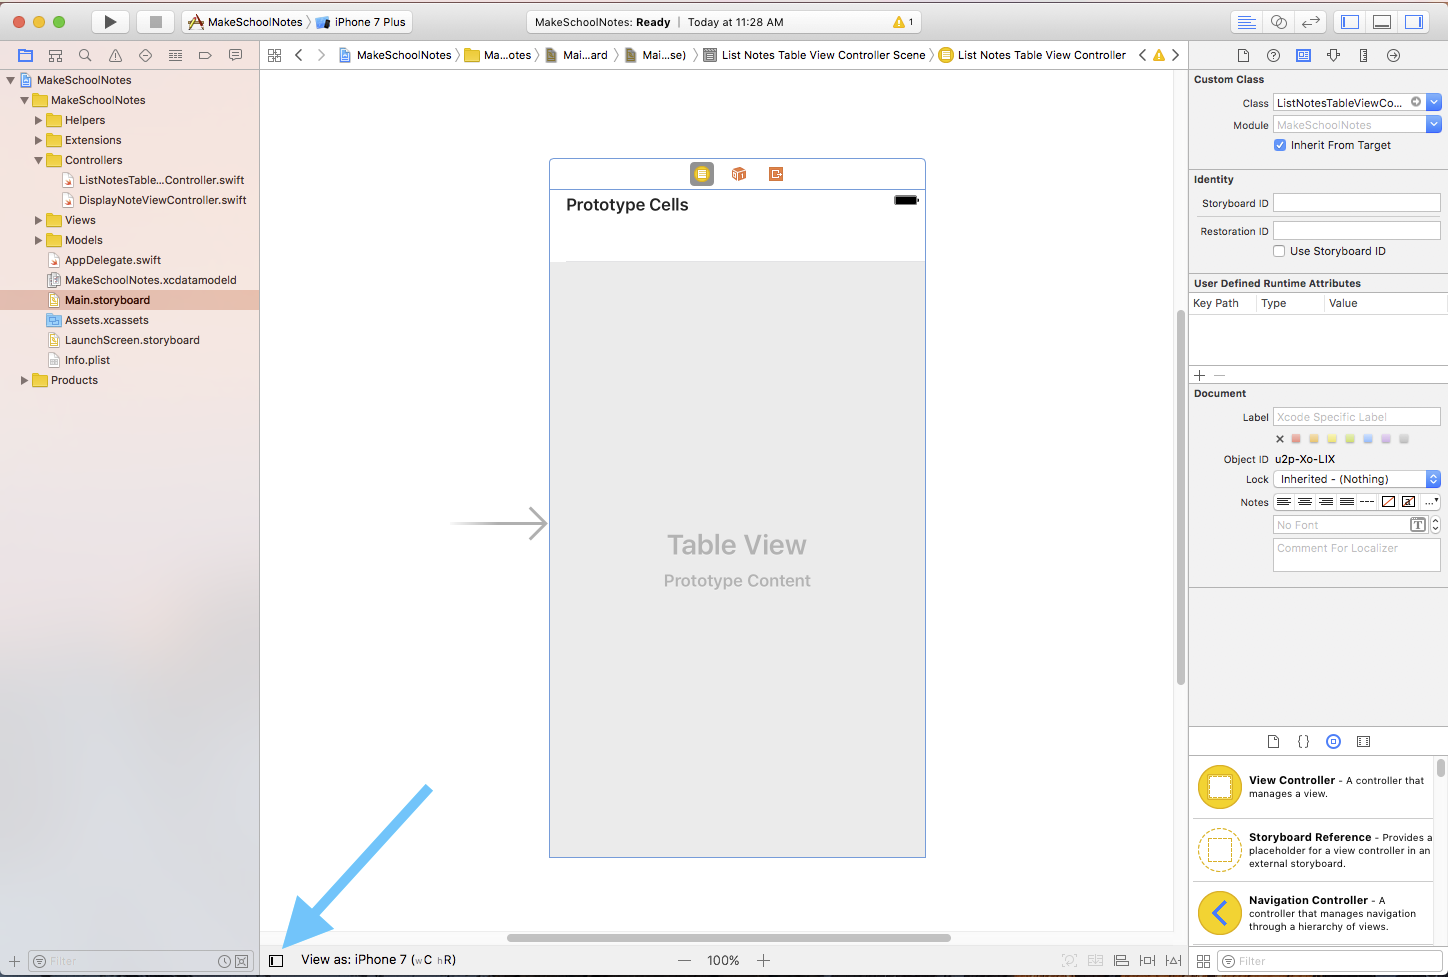 MakeSchoolNotes iPhone 7 Plus
MakeSchoolNotes: Ready | Today at 11:28 AM
1
MakeSchoolNotes Ma...otes Mai...ard Mai...se) List Notes Table View Controller Scene List Notes Table View Controller
MakeSchoolNotes
MakeSchoolNotes
Helpers
Extensions
Controllers
ListNotesTable...Controller.swift
DisplayNoteViewController.swift
Views
Models
AppDelegate.swift
MakeSchoolNotes.xcdatamodeld
Main.storyboard
Assets.xcassets
LaunchScreen.storyboard
Info.plist
Products
Filter
Prototype Cells
Table View
Prototype Content
View as: iPhone 7 (wC hR)
— 100% +
Custom Class
Class ListNotesTableViewCo...
Module MakeSchoolNotes
Inherit From Target
Identity
Storyboard ID
Restoration ID
Use Storyboard ID
User Defined Runtime Attributes
Key Path Type Value
Document
Label Xcode Specific Label
Object ID u2p-Xo-LIX
Lock Inherited - (Nothing)
Notes
No Font
Comment For Localizer
View Controller - A controller that
manages a view.
Storyboard Reference - Provides a
placeholder for a view controller in an
external storyboard.
Navigation Controller - A
controller that manages navigation
through a hierarchy of views.
Filter